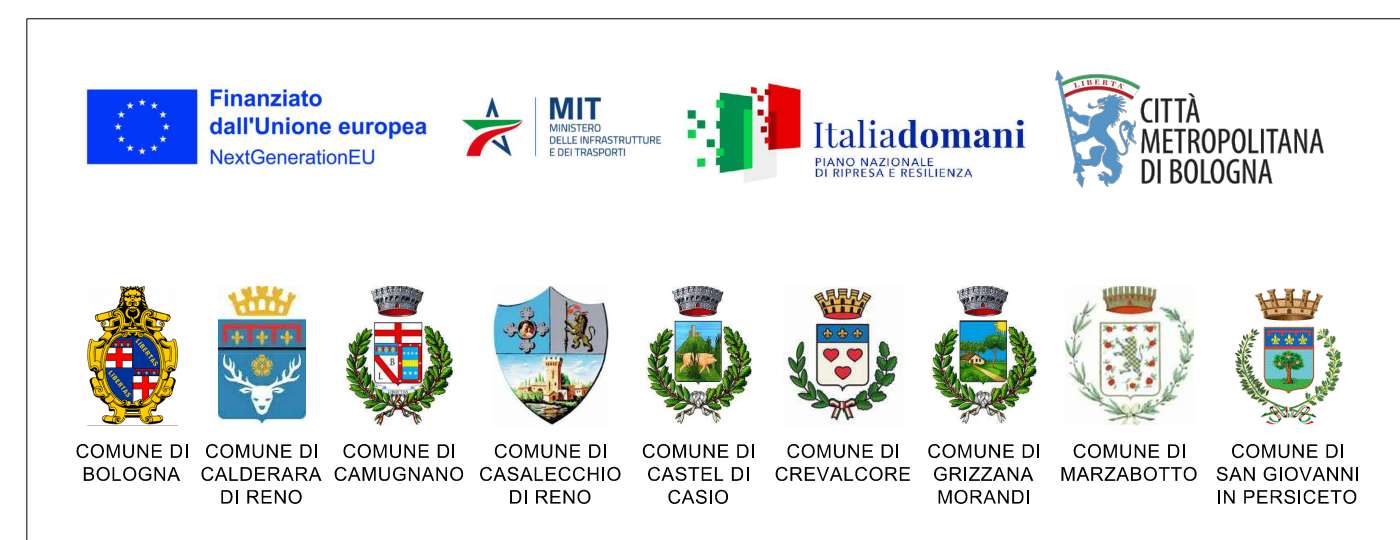 Finanziato
dall'Unione europea
NextGenerationEU
MIT
MINISTERO
DELLE INFRASTRUTTURE
E DEI TRASPORTI
Italiadomani
PIANO NAZIONALE
DI RIPRESA E RESILIENZA
LIBERTA
CITTÀ
METROPOLITANA
DI BOLOGNA
LIBERTAS
LIBERTAS
B
COMUNE DI
BOLOGNA
COMUNE DI
CALDERARA
DI RENO
COMUNE DI
CAMUGNANO
COMUNE DI
CASALECCHIO
DI RENO
COMUNE DI
CASTEL DI
CASIO
COMUNE DI
CREVALCORE
COMUNE DI
GRIZZANA
MORANDI
COMUNE DI
MARZABOTTO
COMUNE DI
SAN GIOVANNI
IN PERSICETO